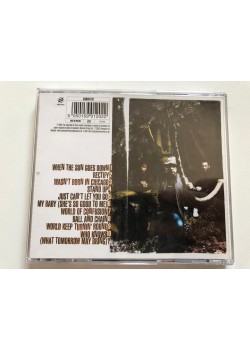 WHEN THE SUN GOES DOWN
RECTIFY
WASN'T BORN IN CHICAGO
STAND UP
JUST CAN'T LET YOU GO
MY BABY (SHE'S SO GOOD TO ME)
WORLD OF CONFUSION
BALL AND CHAIN
WORLD KEEP TURNIN' ROUND
WHO KNOWS
(WHAT TOMORROW MAY BRING)